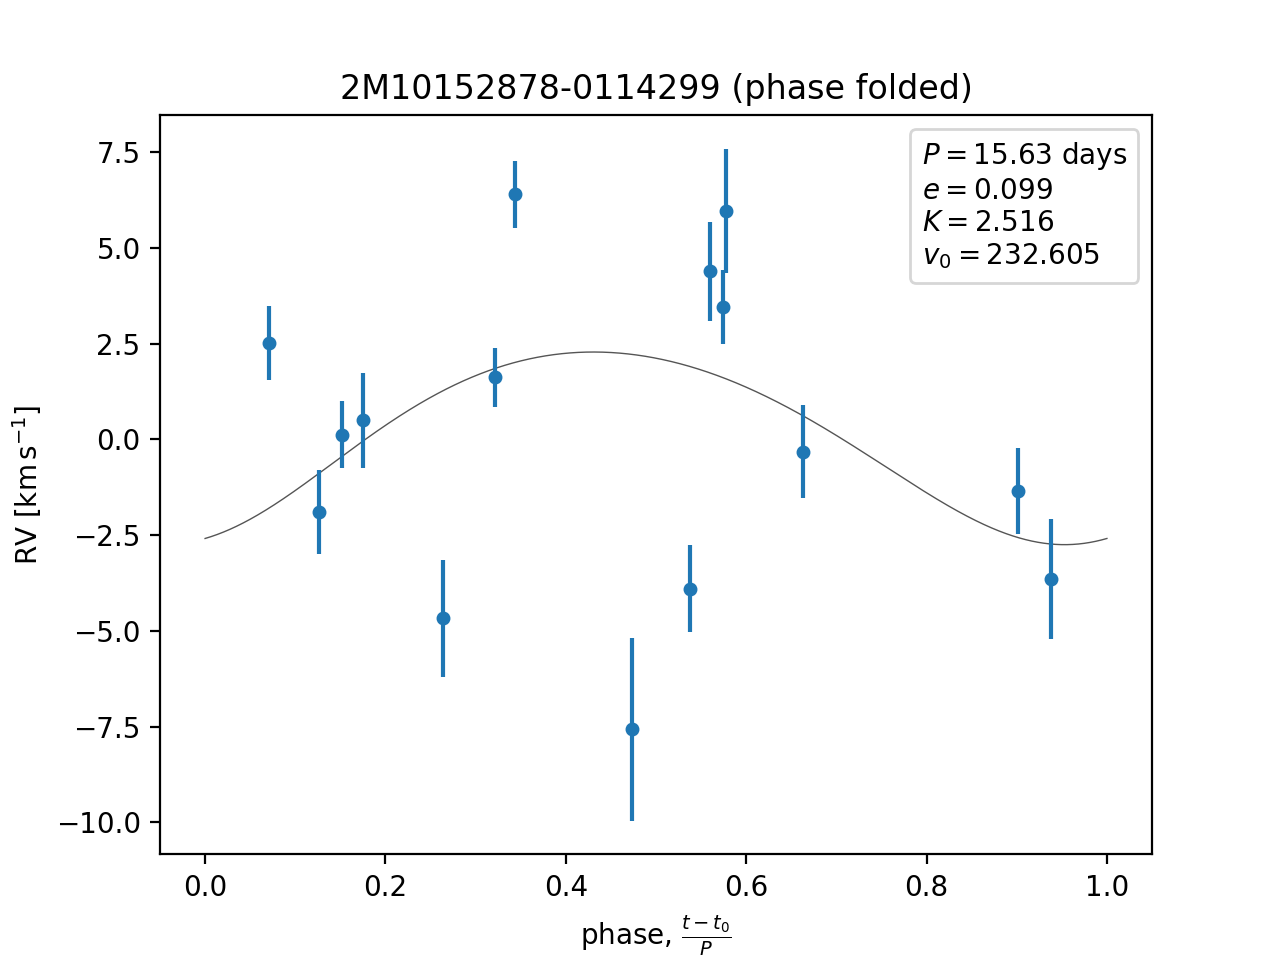 2M10152878-0114299 (phase folded)
P = 15.63 days
e = 0.099
K = 2.516
v₀ = 232.605
RV [km s⁻¹]
7.5
5.0
2.5
0.0
−2.5
−5.0
−7.5
−10.0
0.0 0.2 0.4 0.6 0.8 1.0
phase, (t − t₀)/P